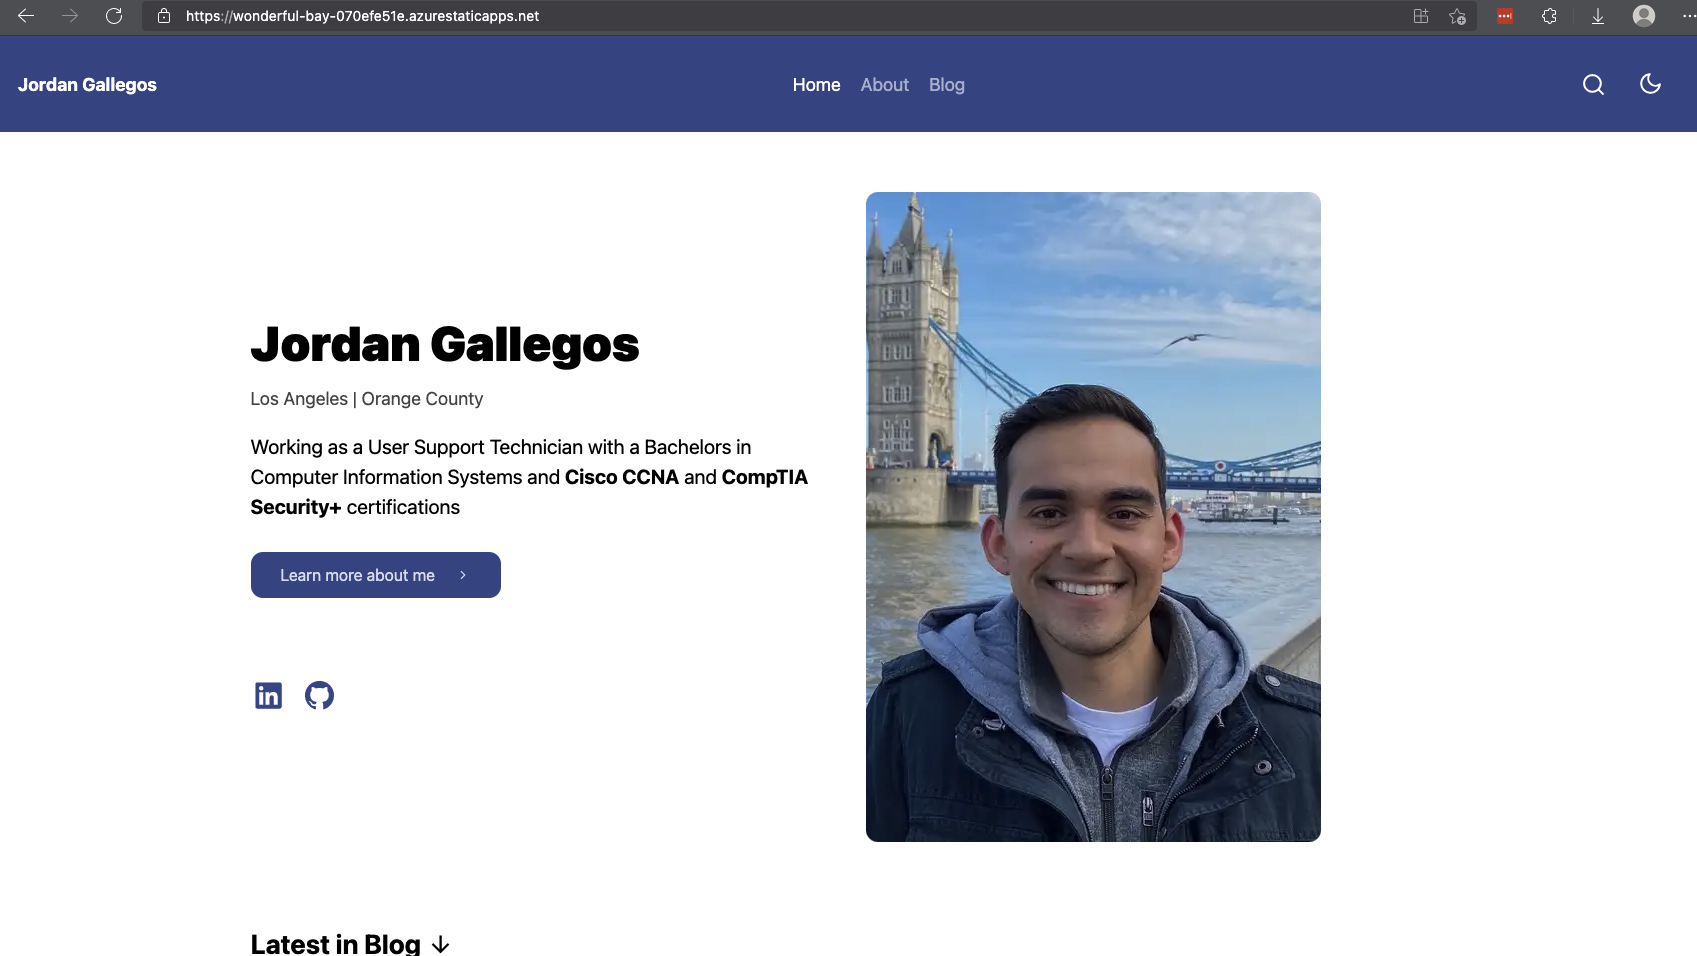 https://wonderful-bay-070efe51e.azurestaticapps.net
Jordan Gallegos
Home About Blog
Jordan Gallegos
Los Angeles | Orange County
Working as a User Support Technician with a Bachelors in
Computer Information Systems and Cisco CCNA and CompTIA
Security+ certifications
Learn more about me
in
Latest in Blog